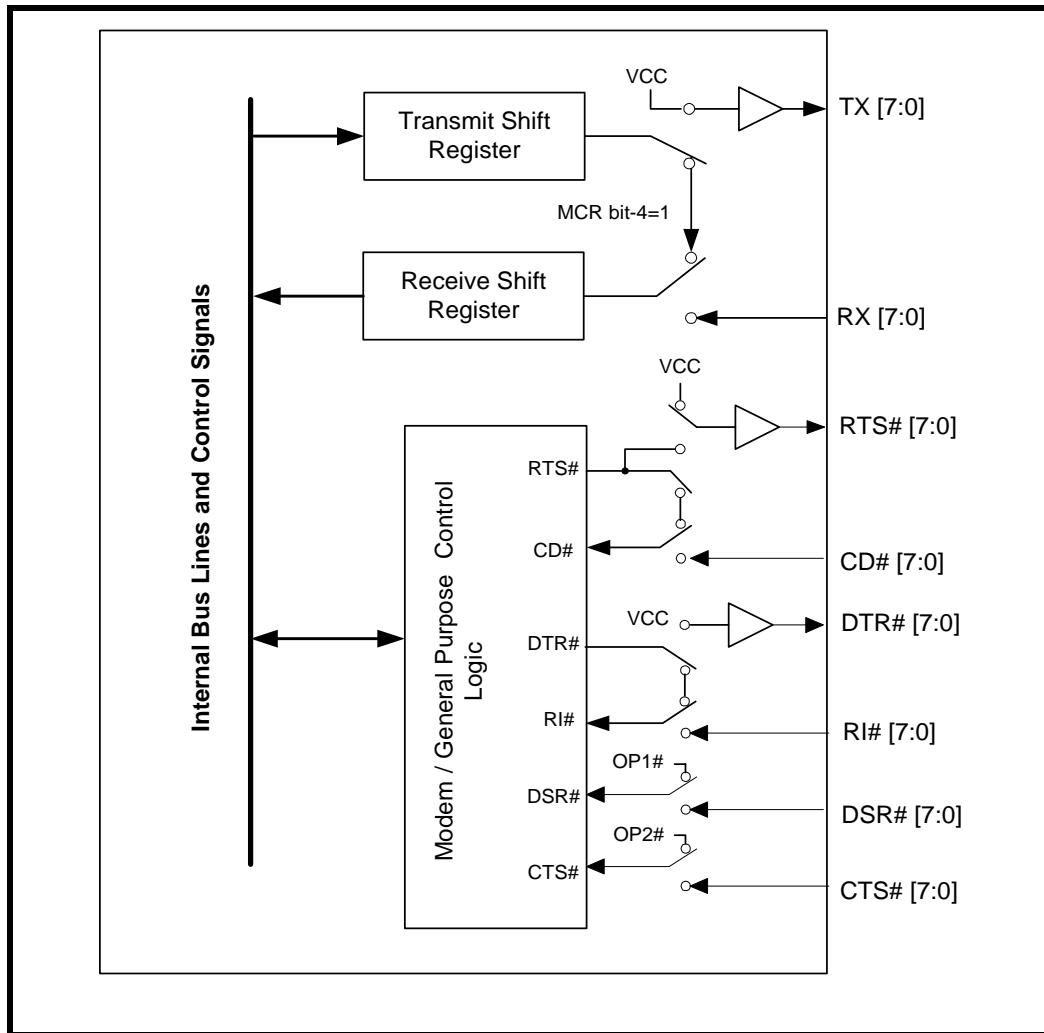 VCC
TX [7:0]
Transmit Shift
Register
MCR bit-4=1
Receive Shift
Register
RX [7:0]
VCC
RTS# [7:0]
RTS#
CD#
CD# [7:0]
VCC
DTR# [7:0]
DTR#
RI#
RI# [7:0]
OP1#
DSR#
DSR# [7:0]
OP2#
CTS#
CTS# [7:0]
Internal Bus Lines and Control Signals
Modem / General Purpose Control
Logic